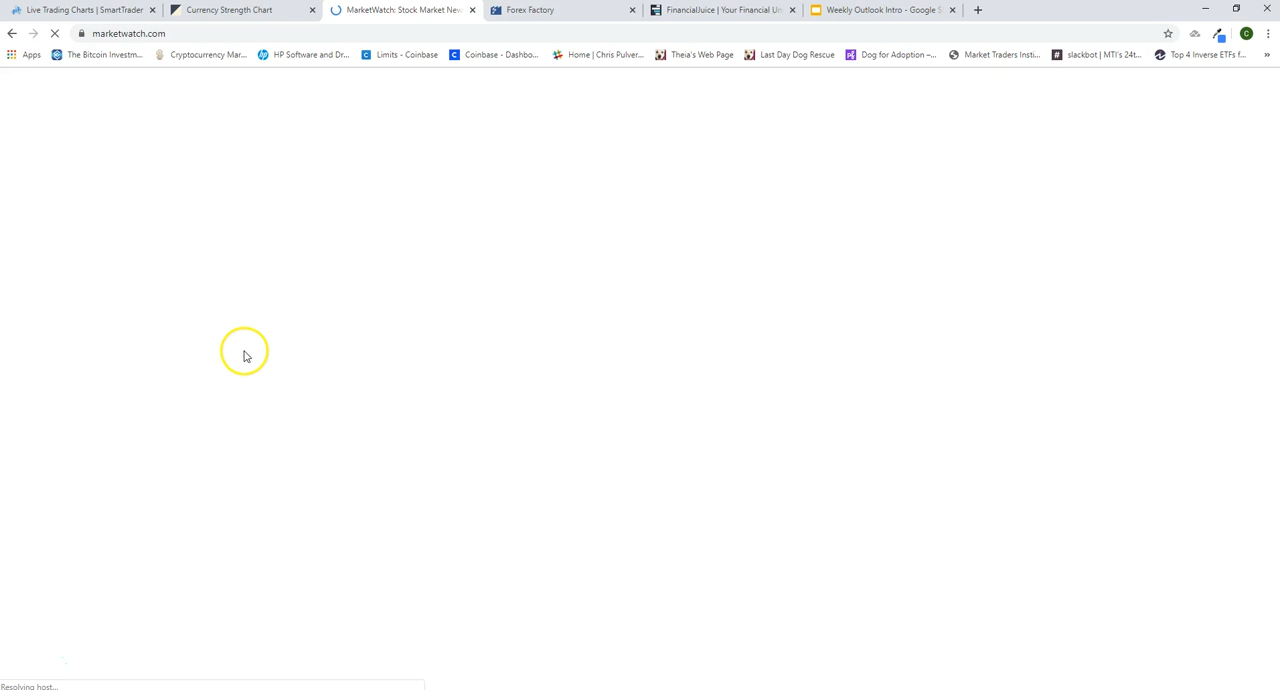 Live Trading Charts | SmartTrader
Currency Strength Chart
MarketWatch: Stock Market New
Forex Factory
FinancialJuice | Your Financial Un
Weekly Outlook Intro - Google S
marketwatch.com
Apps
The Bitcoin Investm...
Cryptocurrency Mar...
HP Software and Dr...
Limits - Coinbase
Coinbase - Dashbo...
Home | Chris Pulver...
Theia's Web Page
Last Day Dog Rescue
Dog for Adoption –...
Market Traders Insti...
slackbot | MTI's 24t...
Top 4 Inverse ETFs f...
»
C
Resolving host...